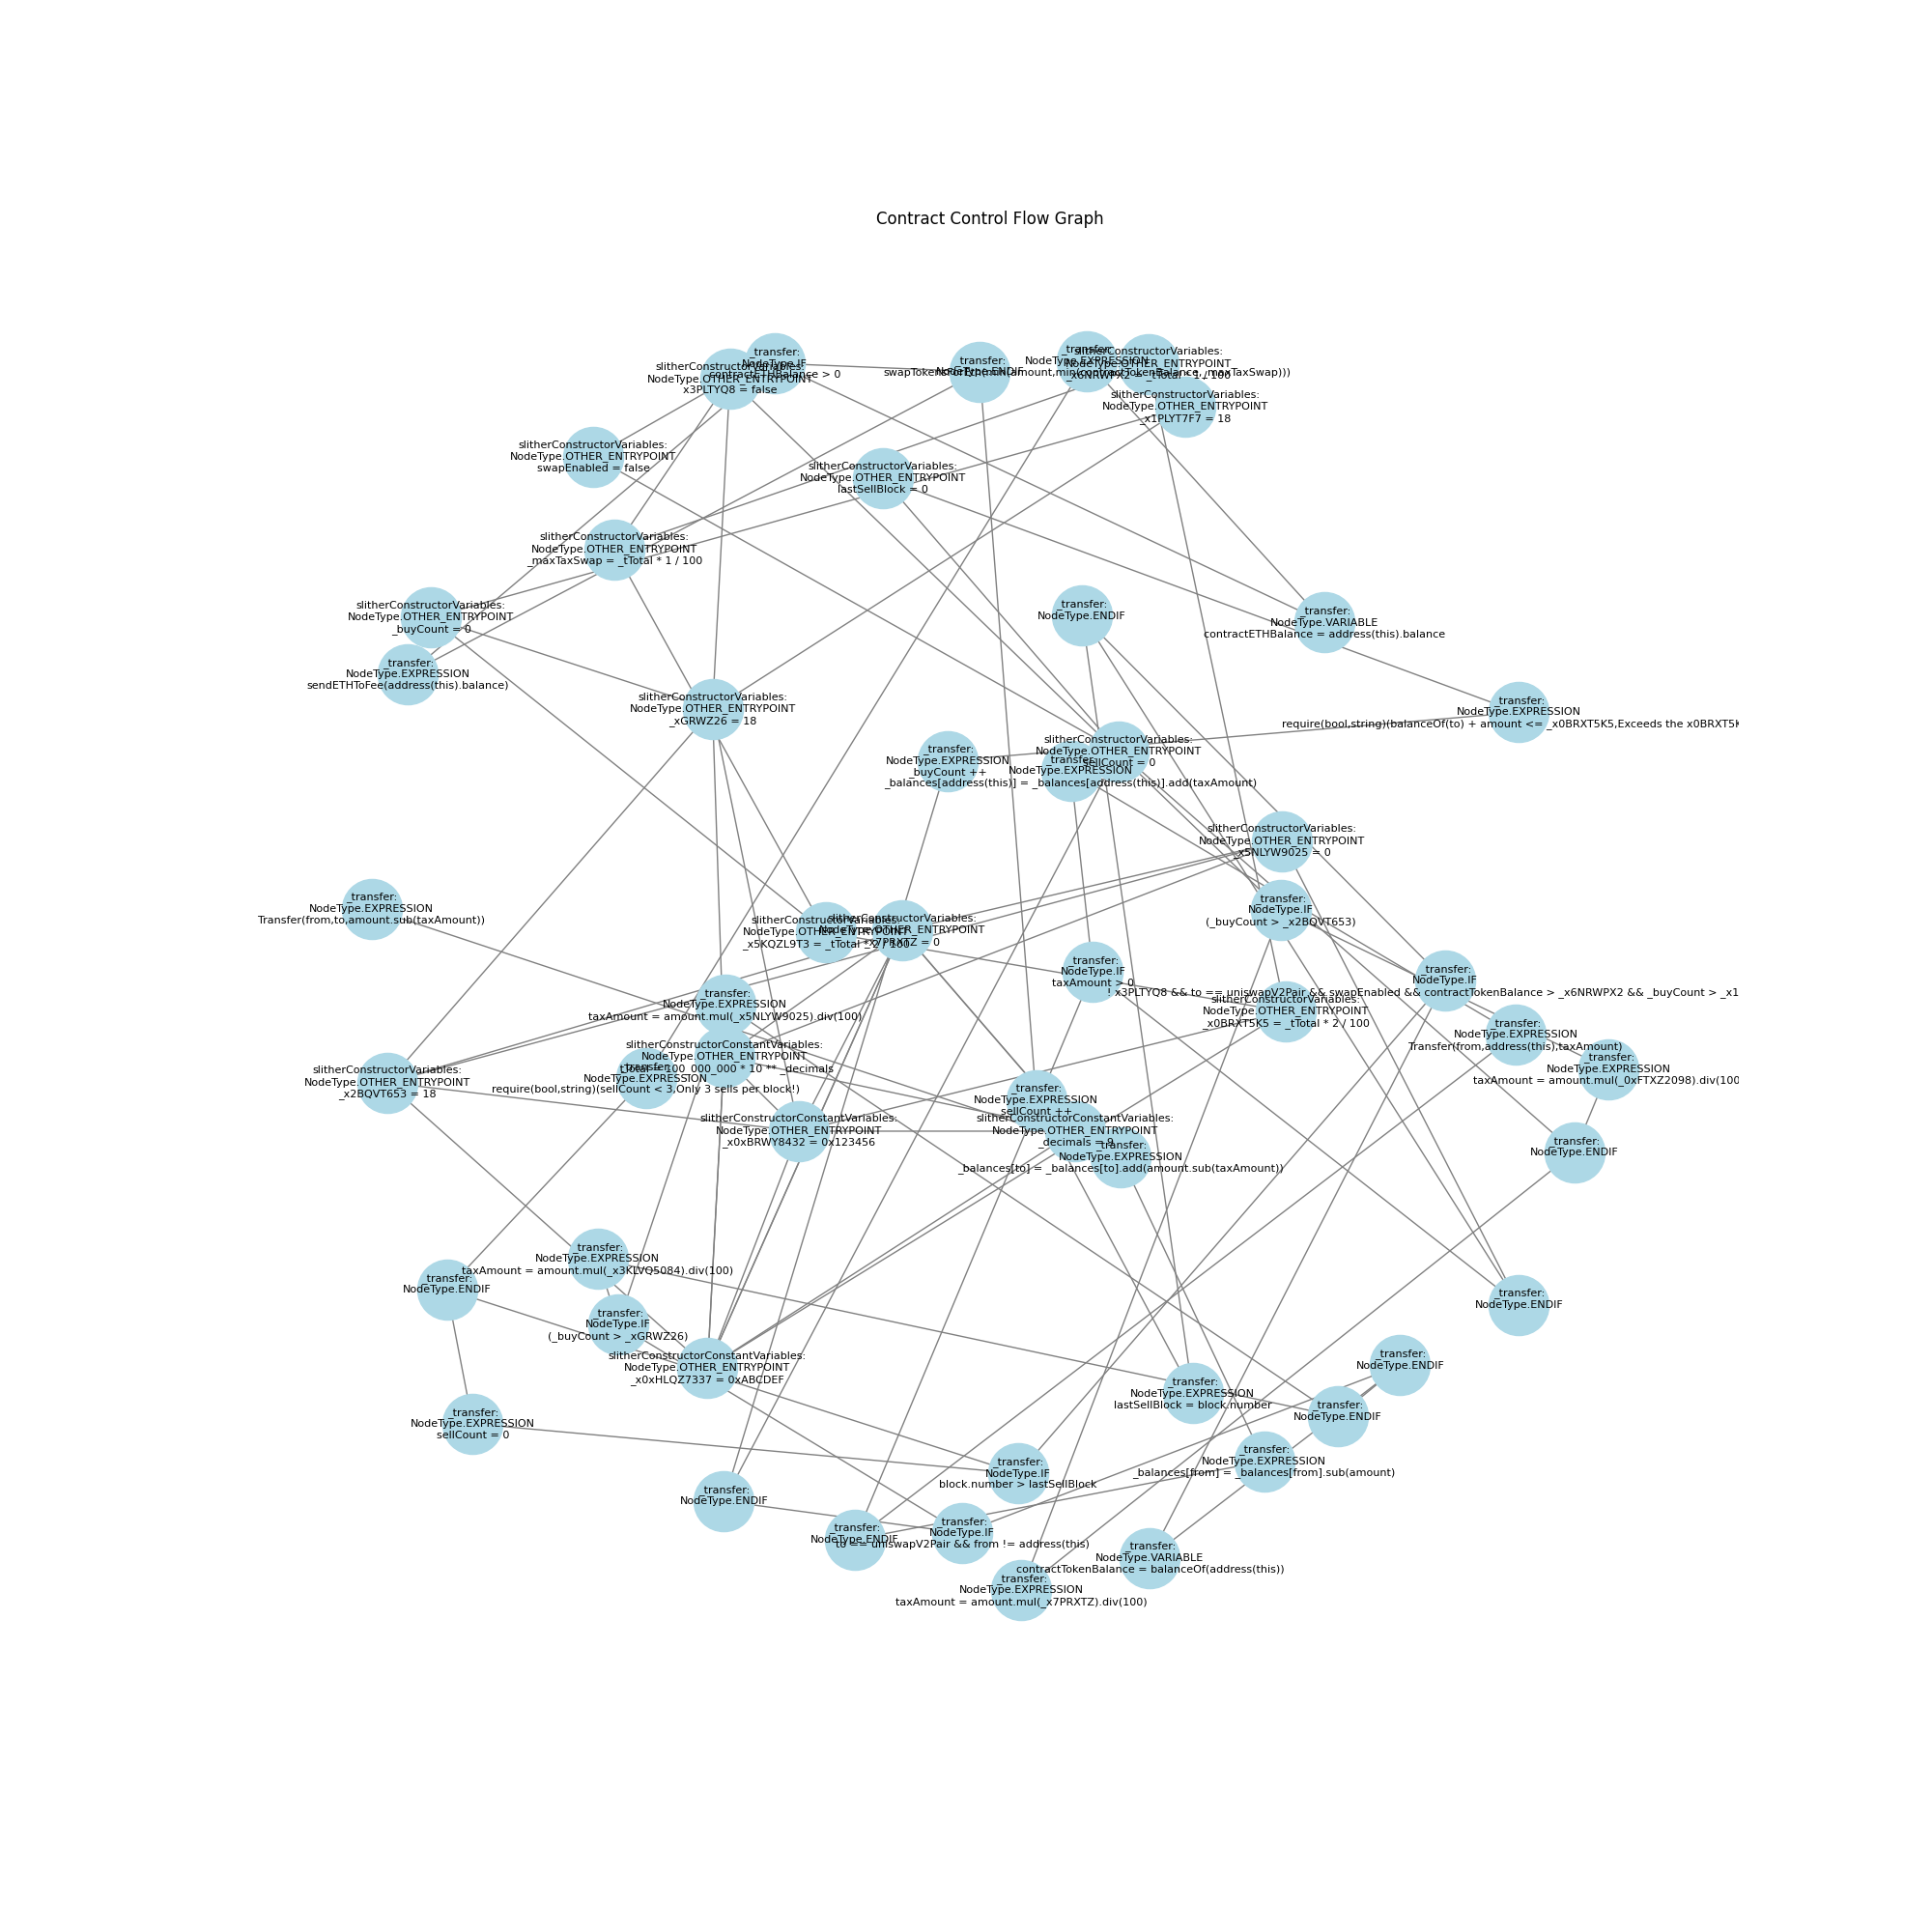 Contract Control Flow Graph
_transfer:
NodeType.IF
contractETHBalance > 0
slitherConstructorVariables:
NodeType.OTHER_ENTRYPOINT
x3PLTYQ8 = false
_transfer:
NodeType.ENDIF
_transfer:
NodeType.EXPRESSION
swapTokensForEth(min(amount,min(contractTokenBalance,_maxTaxSwap)))
slitherConstructorVariables:
NodeType.OTHER_ENTRYPOINT
_x6NRWPX2 = _tTotal * 1 / 100
slitherConstructorVariables:
NodeType.OTHER_ENTRYPOINT
_x1PLYT7F7 = 18
slitherConstructorVariables:
NodeType.OTHER_ENTRYPOINT
swapEnabled = false
slitherConstructorVariables:
NodeType.OTHER_ENTRYPOINT
lastSellBlock = 0
slitherConstructorVariables:
NodeType.OTHER_ENTRYPOINT
_maxTaxSwap = _tTotal * 1 / 100
slitherConstructorVariables:
NodeType.OTHER_ENTRYPOINT
_buyCount = 0
_transfer:
NodeType.ENDIF
_transfer:
NodeType.VARIABLE
contractETHBalance = address(this).balance
_transfer:
NodeType.EXPRESSION
sendETHToFee(address(this).balance)
slitherConstructorVariables:
NodeType.OTHER_ENTRYPOINT
_xGRWZ26 = 18
_transfer:
NodeType.EXPRESSION
require(bool,string)(balanceOf(to) + amount <= _x0BRXT5K5,Exceeds the x0BRXT5K
_transfer:
NodeType.EXPRESSION
_buyCount ++
slitherConstructorVariables:
NodeType.OTHER_ENTRYPOINT
sellCount = 0
_transfer:
NodeType.EXPRESSION
_balances[address(this)] = _balances[address(this)].add(taxAmount)
slitherConstructorVariables:
NodeType.OTHER_ENTRYPOINT
_x5NLYW9025 = 0
_transfer:
NodeType.EXPRESSION
Transfer(from,to,amount.sub(taxAmount))
_transfer:
NodeType.IF
(_buyCount > _x2BQVT653)
slitherConstructorVariables:
NodeType.OTHER_ENTRYPOINT
_x5KQZL9T3 = _tTotal * 2 / 100
slitherConstructorVariables:
NodeType.OTHER_ENTRYPOINT
_x7PRXTZ = 0
_transfer:
NodeType.IF
taxAmount > 0
_transfer:
NodeType.IF
! x3PLTYQ8 && to == uniswapV2Pair && swapEnabled && contractTokenBalance > _x6NRWPX2 && _buyCount > _x1
_transfer:
NodeType.EXPRESSION
taxAmount = amount.mul(_x5NLYW9025).div(100)
slitherConstructorVariables:
NodeType.OTHER_ENTRYPOINT
_x0BRXT5K5 = _tTotal * 2 / 100
_transfer:
NodeType.EXPRESSION
Transfer(from,address(this),taxAmount)
slitherConstructorConstantVariables:
NodeType.OTHER_ENTRYPOINT
_tTotal = 100_000_000 * 10 ** _decimals
_transfer:
NodeType.EXPRESSION
taxAmount = amount.mul(_0xFTXZ2098).div(100
_transfer:
NodeType.EXPRESSION
require(bool,string)(sellCount < 3,Only 3 sells per block!)
slitherConstructorVariables:
NodeType.OTHER_ENTRYPOINT
_x2BQVT653 = 18
_transfer:
NodeType.EXPRESSION
sellCount ++
slitherConstructorConstantVariables:
NodeType.OTHER_ENTRYPOINT
_x0xBRWY8432 = 0x123456
slitherConstructorConstantVariables:
NodeType.OTHER_ENTRYPOINT
_decimals = 9
_transfer:
NodeType.EXPRESSION
_balances[to] = _balances[to].add(amount.sub(taxAmount))
_transfer:
NodeType.ENDIF
_transfer:
NodeType.EXPRESSION
taxAmount = amount.mul(_x3KLVQ5084).div(100)
_transfer:
NodeType.ENDIF
_transfer:
NodeType.ENDIF
_transfer:
NodeType.IF
(_buyCount > _xGRWZ26)
slitherConstructorConstantVariables:
NodeType.OTHER_ENTRYPOINT
_x0xHLQZ7337 = 0xABCDEF
_transfer:
NodeType.ENDIF
_transfer:
NodeType.EXPRESSION
lastSellBlock = block.number
_transfer:
NodeType.ENDIF
_transfer:
NodeType.EXPRESSION
sellCount = 0
_transfer:
NodeType.EXPRESSION
_balances[from] = _balances[from].sub(amount)
_transfer:
NodeType.IF
block.number > lastSellBlock
_transfer:
NodeType.ENDIF
_transfer:
NodeType.ENDIF
_transfer:
NodeType.IF
to == uniswapV2Pair && from != address(this)
_transfer:
NodeType.VARIABLE
contractTokenBalance = balanceOf(address(this))
_transfer:
NodeType.EXPRESSION
taxAmount = amount.mul(_x7PRXTZ).div(100)